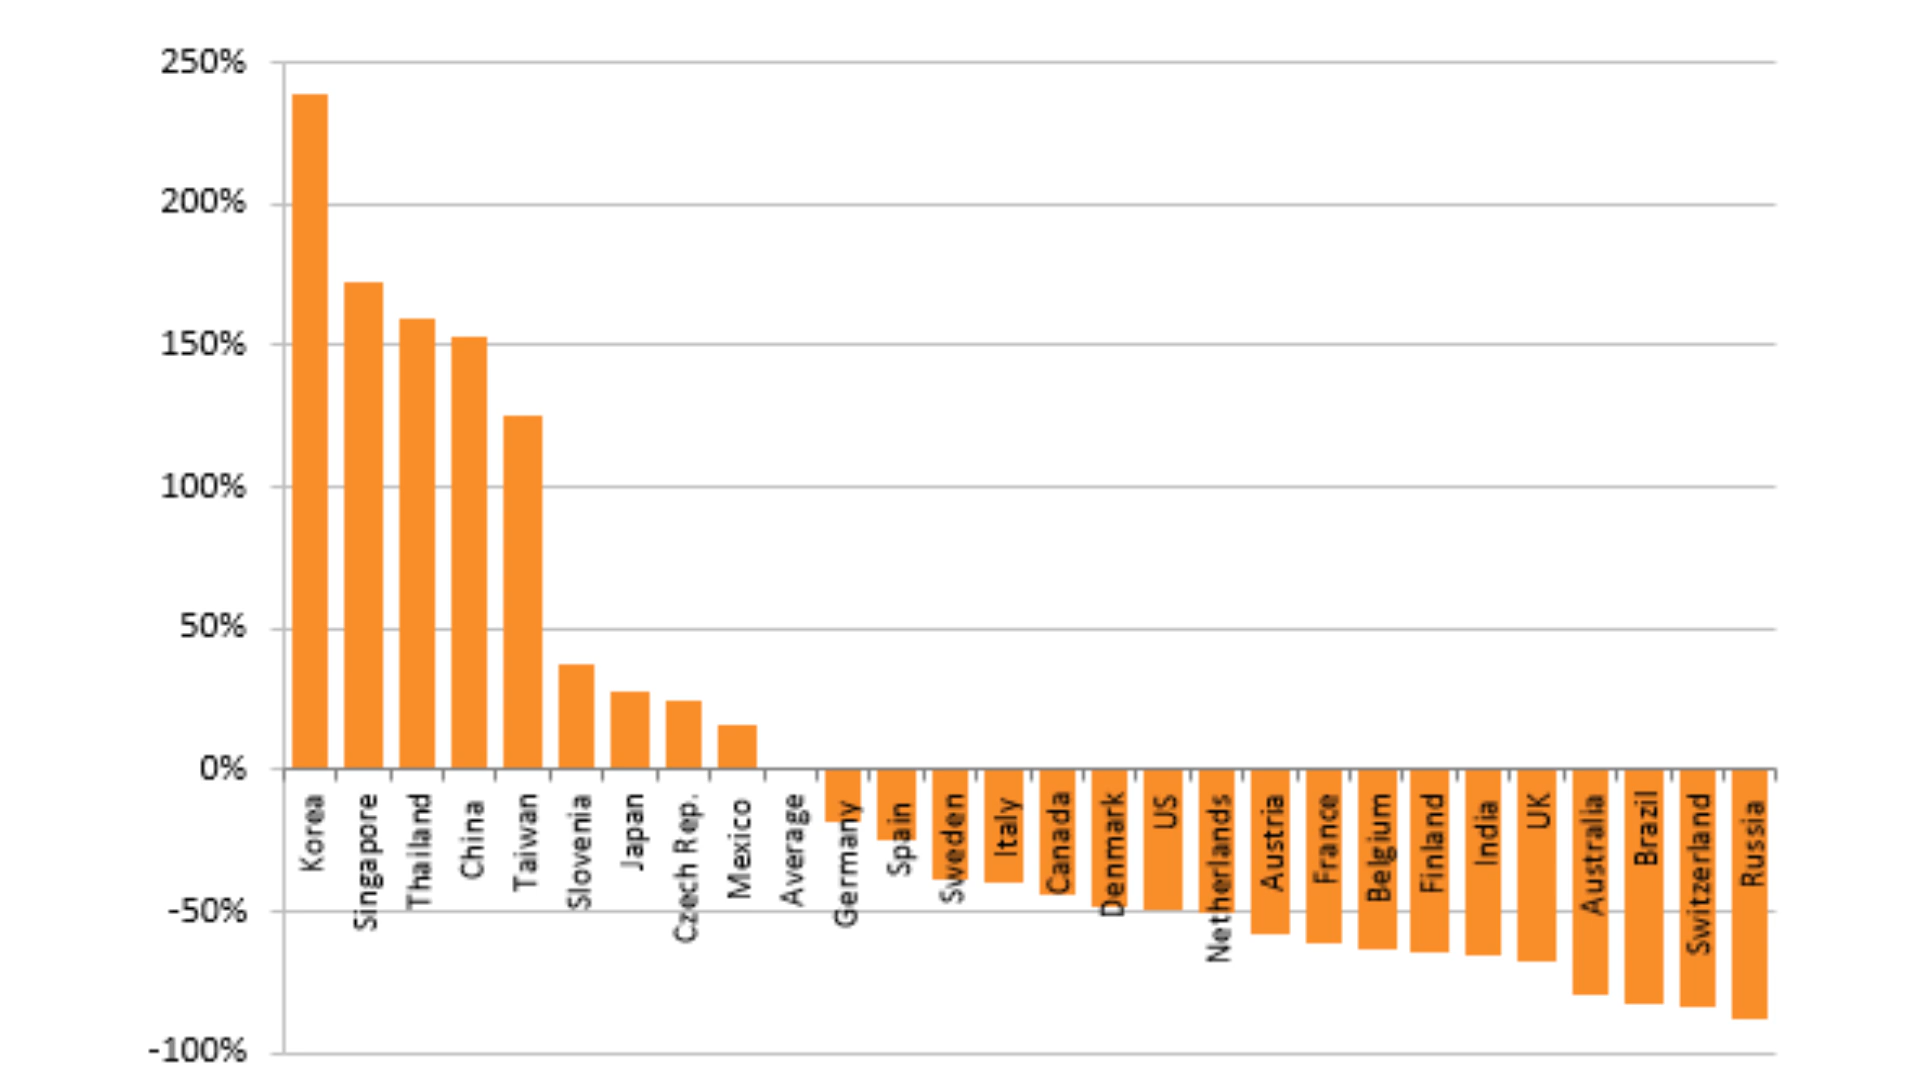 250%
200%
150%
100%
50%
0%
-50%
-100%
Korea
Singapore
Thailand
China
Taiwan
Slovenia
Japan
Czech Rep.
Mexico
Average
Germany
Spain
Sweden
Italy
Canada
Denmark
US
Netherlands
Austria
France
Belgium
Finland
India
UK
Australia
Brazil
Switzerland
Russia